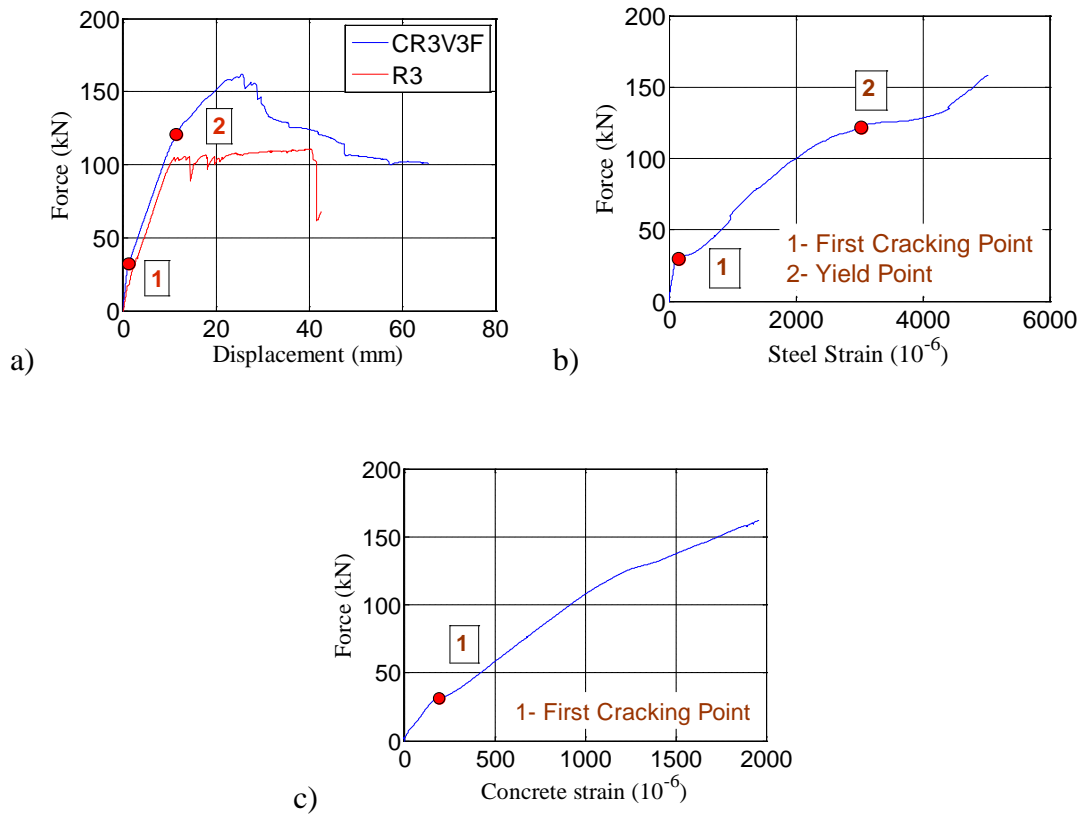 200
150
100
50
0
Force (kN)
CR3V3F
R3
2
1
0 20 40 60 80
Displacement (mm)
a)
200
150
100
50
0
Force (kN)
2
1
1- First Cracking Point
2- Yield Point
0 2000 4000 6000
Steel Strain (10-6)
b)
200
150
100
50
0
Force (kN)
1
1- First Cracking Point
0 500 1000 1500 2000
Concrete strain (10-6)
c)